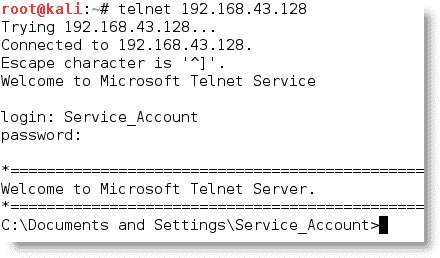 root@kali:~# telnet 192.168.43.128
Trying 192.168.43.128...
Connected to 192.168.43.128.
Escape character is '^]'.
Welcome to Microsoft Telnet Service
login: Service_Account
password:
*===============================================
Welcome to Microsoft Telnet Server.
*===============================================
C:\Documents and Settings\Service_Account>